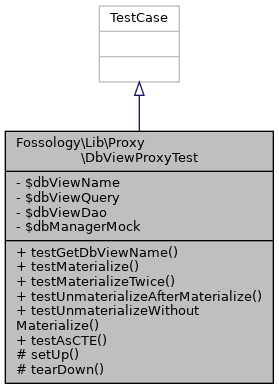 TestCase
Fossology\Lib\Proxy
\DbViewProxyTest
- $dbViewName
- $dbViewQuery
- $dbViewDao
- $dbManagerMock
+ testGetDbViewName()
+ testMaterialize()
+ testMaterializeTwice()
+ testUnmaterializeAfterMaterialize()
+ testUnmaterializeWithout
Materialize()
+ testAsCTE()
# setUp()
# tearDown()